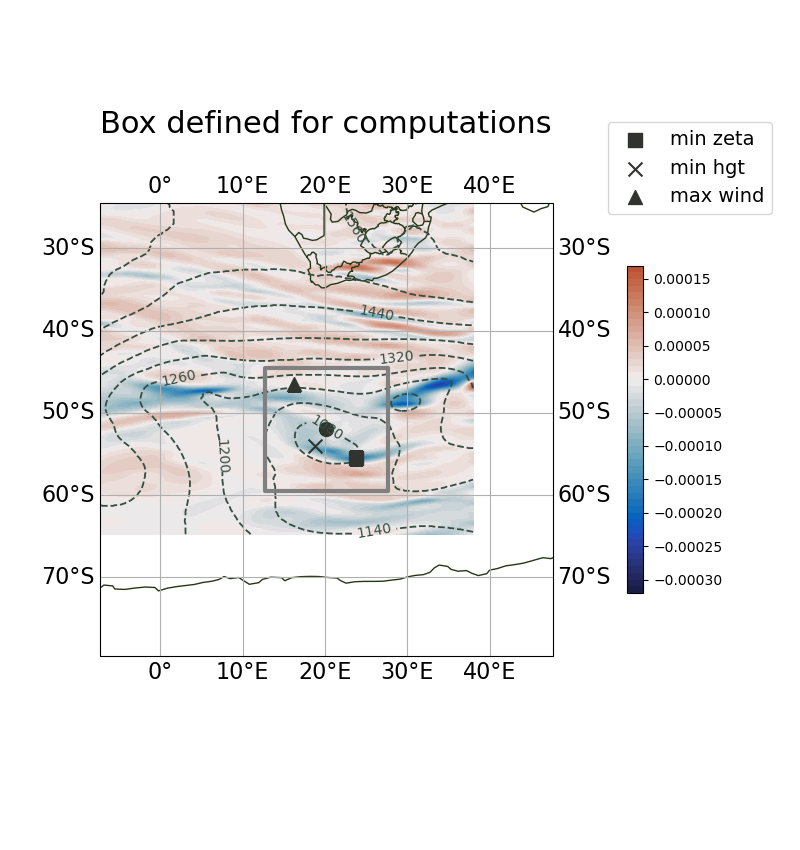 Box defined for computations
min zeta
min hgt
max wind
0° 10°E 20°E 30°E 40°E
30°S 30°S
40°S 40°S
50°S 50°S
60°S
70°S 70°S
0° 10°E 20°E 30°E 40°E
1440
1320
1260
1200
1140
0.00015
0.00010
0.00005
0.00000
−0.00005
−0.00010
−0.00015
−0.00020
−0.00025
−0.00030
60°S